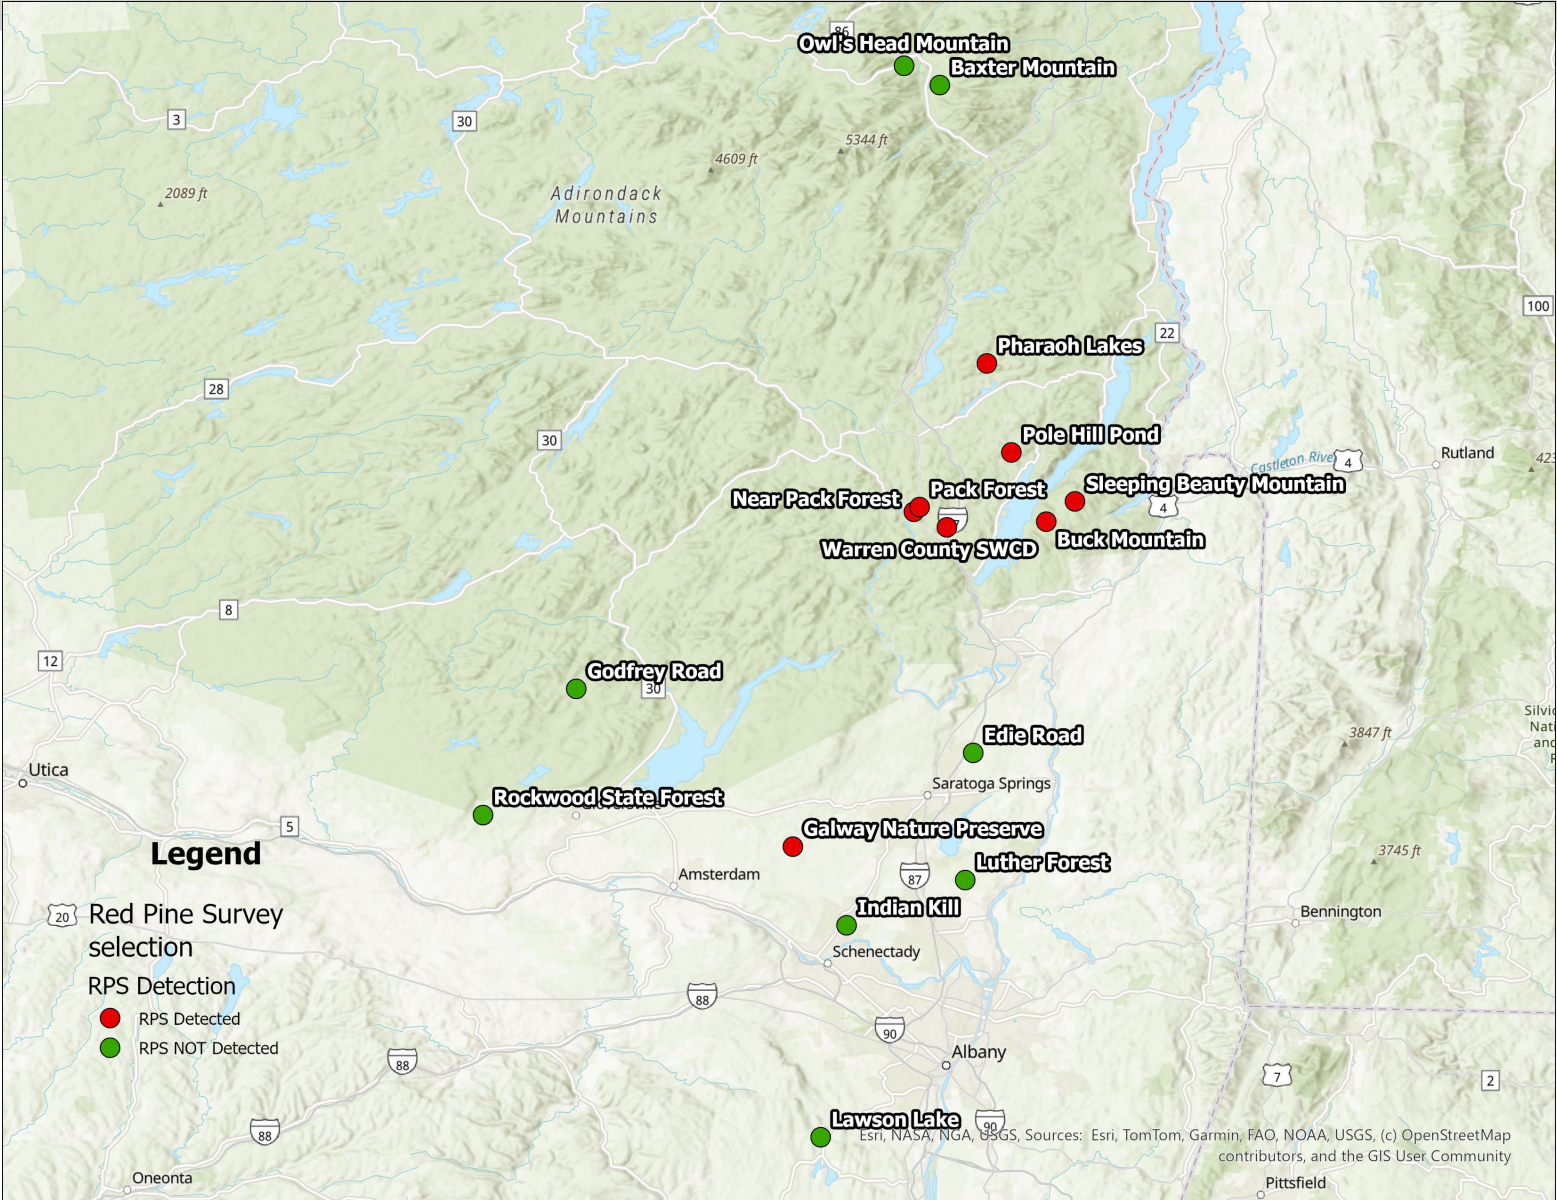 86
Owl's Head Mountain
Baxter Mountain
3
30
5344 ft
4609 ft
2089 ft
Adirondack
Mountains
100
22
Pharaoh Lakes
28
30
Pole Hill Pond
Rutland
Castleton River
4
Sleeping Beauty Mountain
Near Pack Forest
Pack Forest
4
Buck Mountain
Warren County SWCD
8
12
Godfrey Road
30
Silvio
Nati
and
Edie Road
3847 ft
Utica
Saratoga Springs
Rockwood State Forest
5
Galway Nature Preserve
Legend
3745 ft
Luther Forest
Amsterdam
87
20
Red Pine Survey
selection
Indian Kill
Bennington
Schenectady
RPS Detection
88
RPS Detected
90
RPS NOT Detected
Albany
88
7
2
Lawson Lake
90
88
Esri, NASA, NGA, USGS, Sources: Esri, TomTom, Garmin, FAO, NOAA, USGS, (c) OpenStreetMap
contributors, and the GIS User Community
Oneonta
Pittsfield